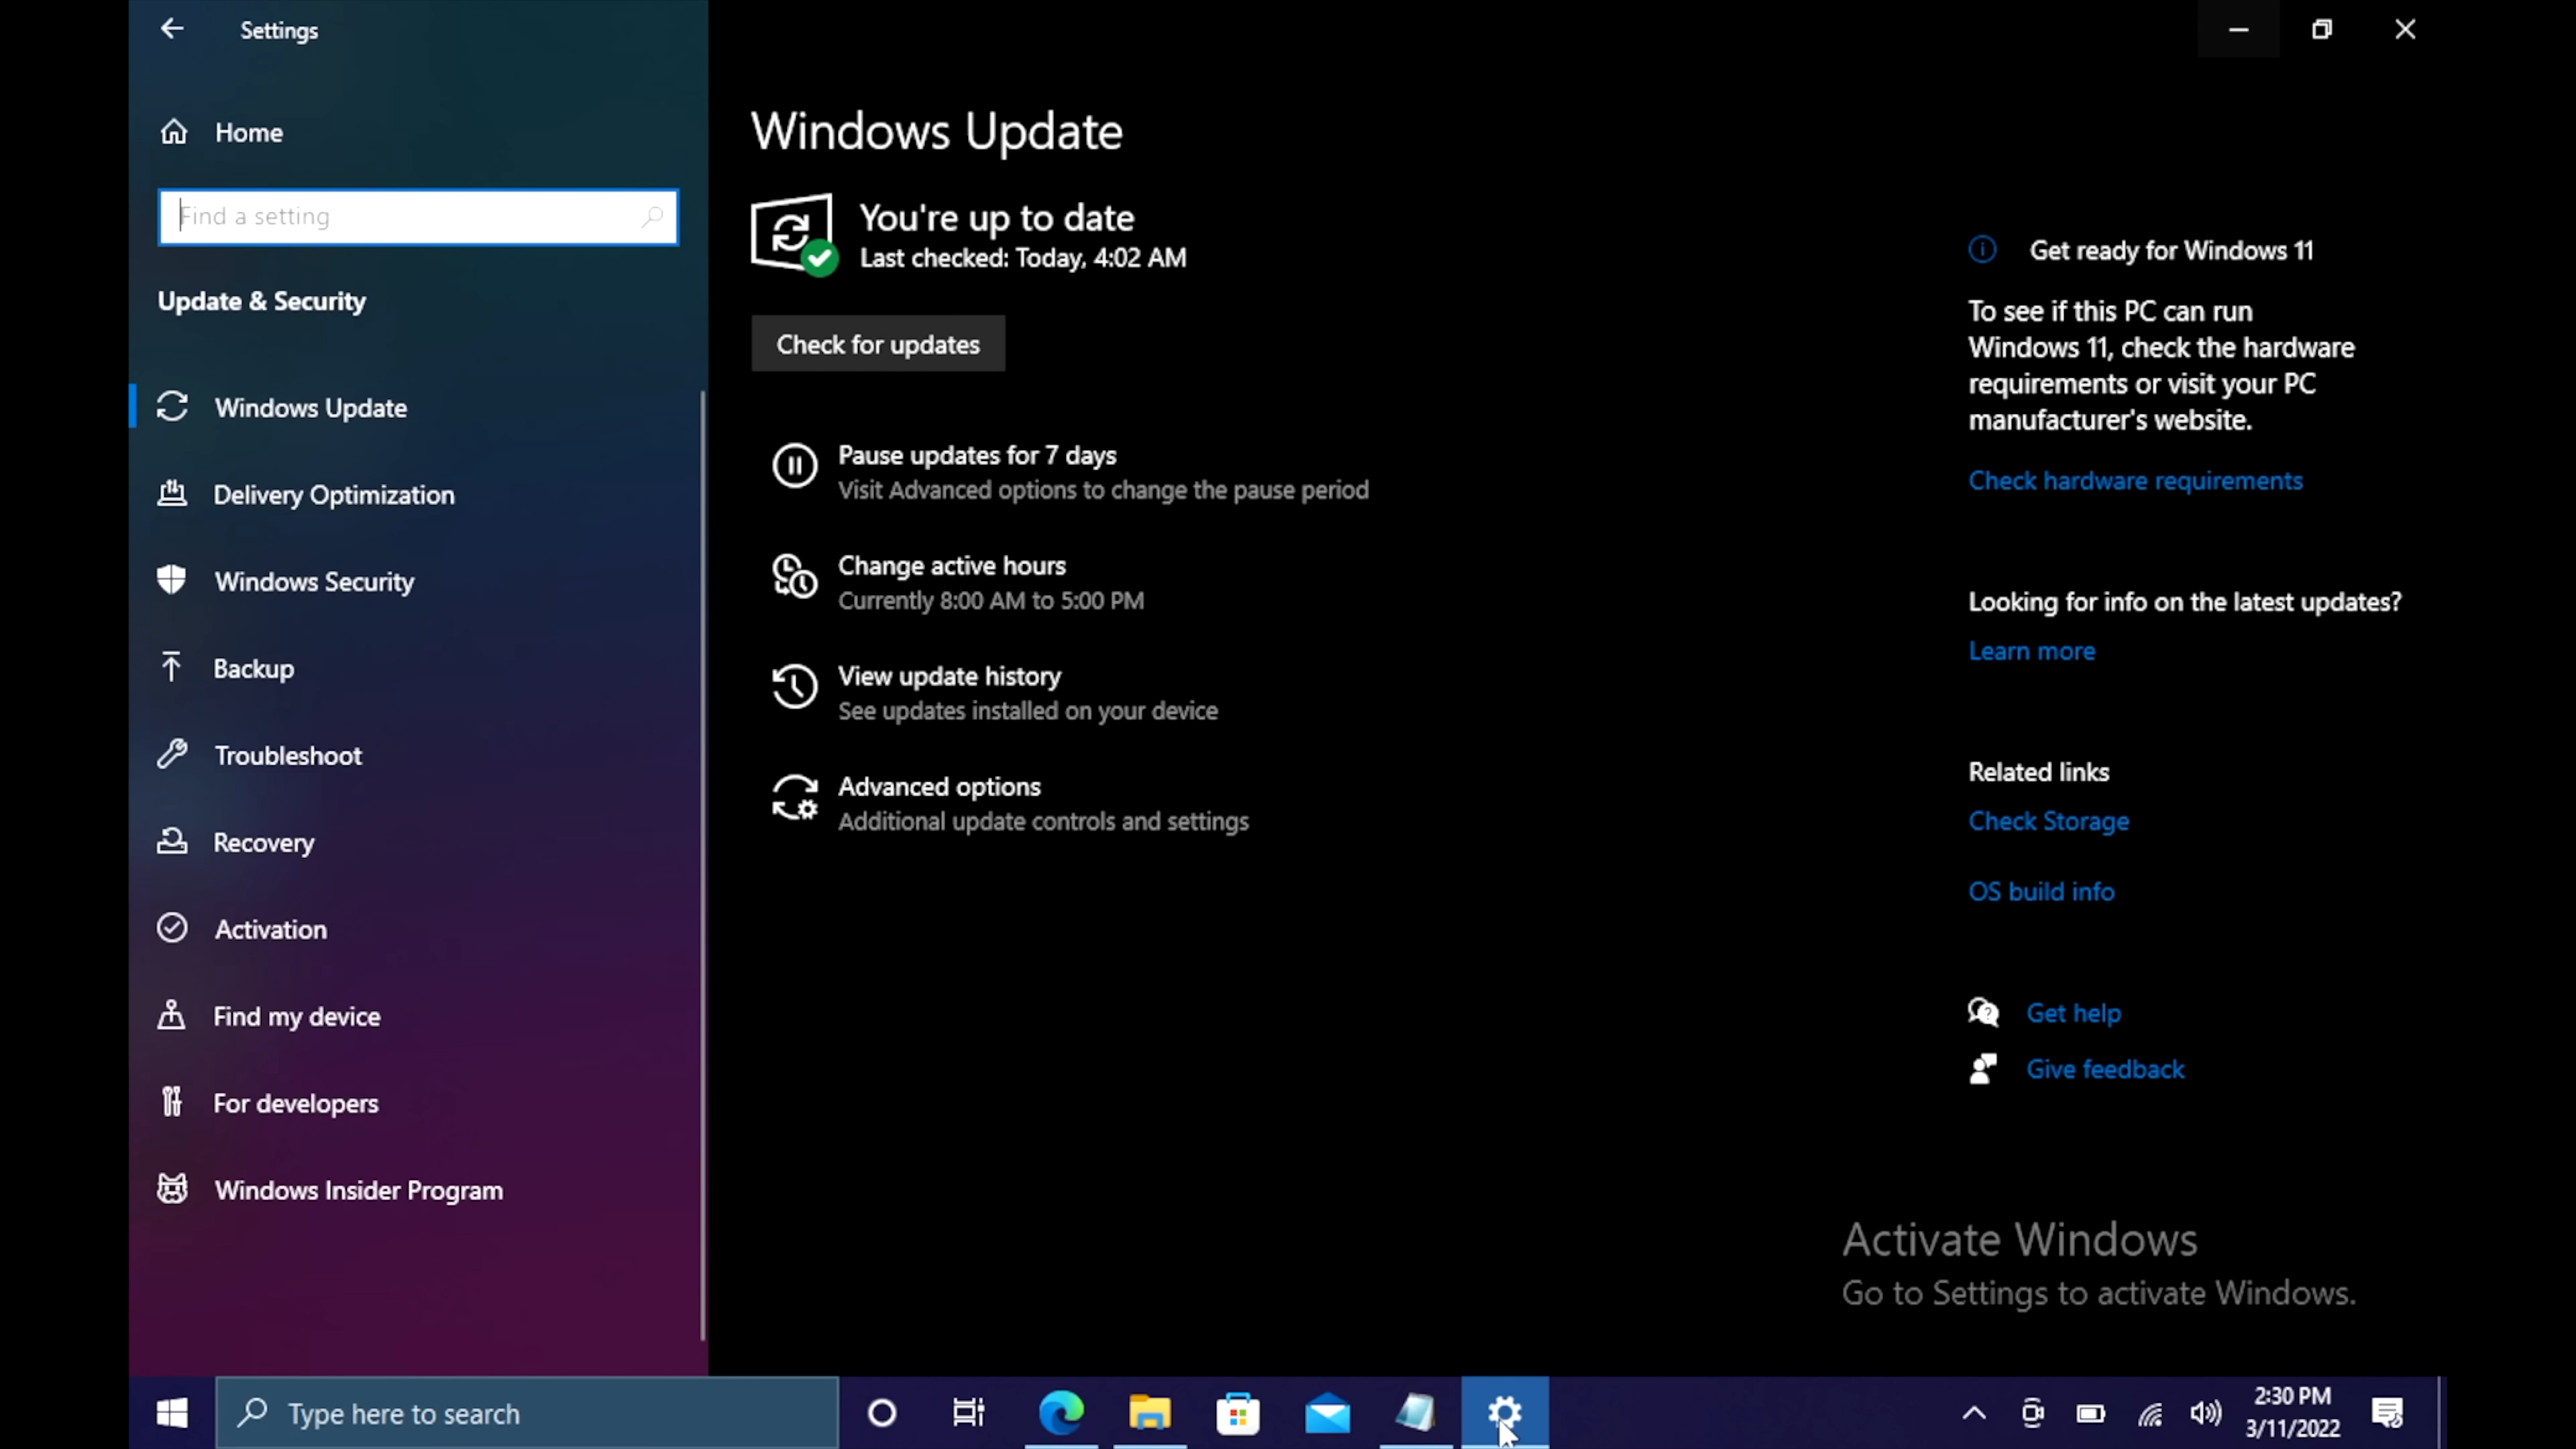 Settings
Home
Find a setting
Update & Security
Windows Update
Delivery Optimization
Windows Security
Backup
Troubleshoot
Recovery
Activation
Find my device
For developers
Windows Insider Program
Windows Update
You're up to date
Last checked: Today, 4:02 AM
Check for updates
Pause updates for 7 days
Visit Advanced options to change the pause period
Change active hours
Currently 8:00 AM to 5:00 PM
View update history
See updates installed on your device
Advanced options
Additional update controls and settings
Get ready for Windows 11
To see if this PC can run
Windows 11, check the hardware
requirements or visit your PC
manufacturer's website.
Check hardware requirements
Looking for info on the latest updates?
Learn more
Related links
Check Storage
OS build info
Get help
Give feedback
Activate Windows
Go to Settings to activate Windows.
Type here to search
2:30 PM
3/11/2022